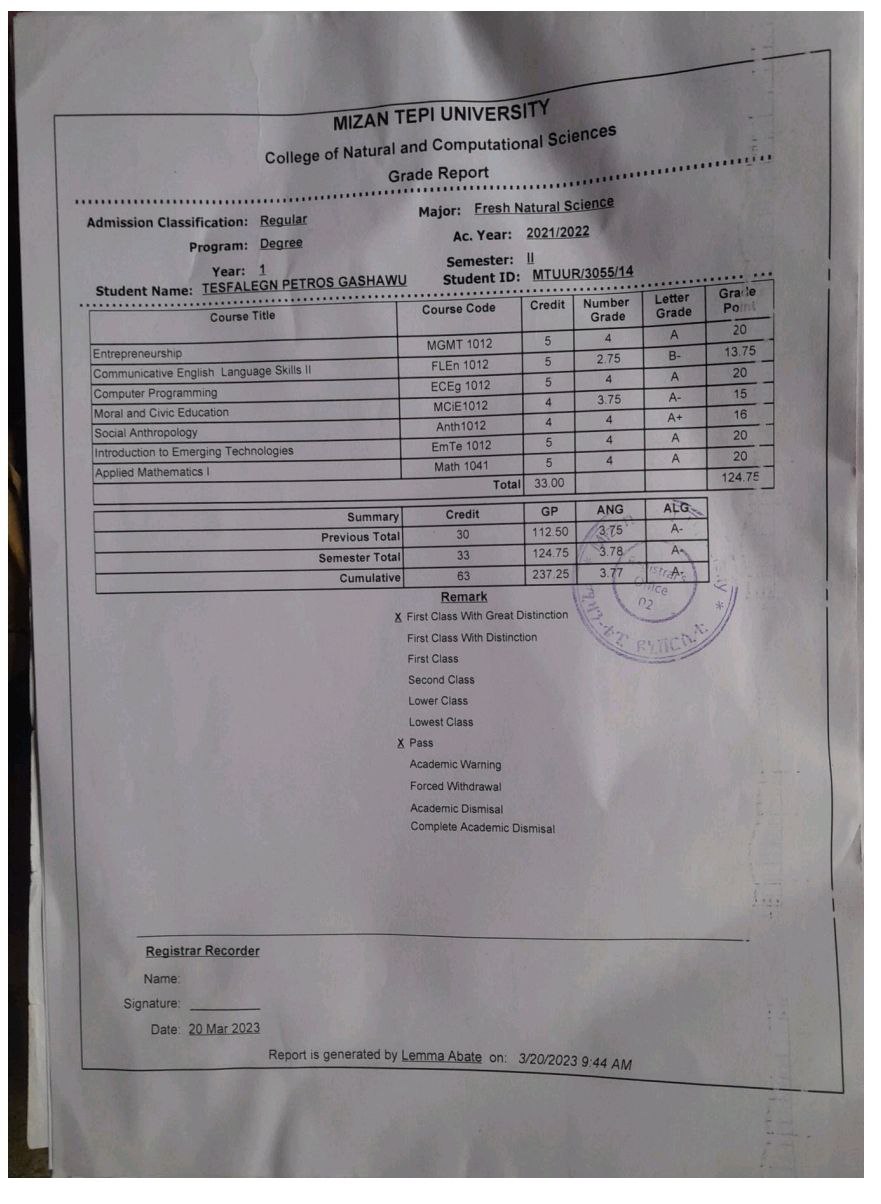 MIZAN TEPI UNIVERSITY
College of Natural and Computational Sciences
Grade Report
Admission Classification: Regular Major: Fresh Natural Science
Program: Degree Ac. Year: 2021/2022
Year: 1 Semester: II
Student Name: TESFALEGN PETROS GASHAWU Student ID: MTUUR/3055/14
Course Title Course Code Credit Number Grade Letter Grade Grade Point
Entrepreneurship MGMT 1012 5 4 A 20
Communicative English Language Skills II FLEn 1012 5 2.75 B- 13.75
Computer Programming ECEg 1012 5 4 A 20
Moral and Civic Education MCiE1012 4 3.75 A- 15
Social Anthropology Anth1012 4 4 A+ 16
Introduction to Emerging Technologies EmTe 1012 5 4 A 20
Applied Mathematics I Math 1041 5 4 A 20
Total 33.00 124.75
Summary Credit GP ANG ALG
Previous Total 30 112.50 3.75 A-
Semester Total 33 124.75 3.78 A-
Cumulative 63 237.25 3.77 A-
Remark
X First Class With Great Distinction
First Class With Distinction
First Class
Second Class
Lower Class
Lowest Class
X Pass
Academic Warning
Forced Withdrawal
Academic Dismisal
Complete Academic Dismisal
Registrar's
Office
02
ሚዛን-ቴፒ ዩኒቨርሲቲ
Registrar Recorder
Name:
Signature:
Date: 20 Mar 2023
Report is generated by Lemma Abate on: 3/20/2023 9:44 AM